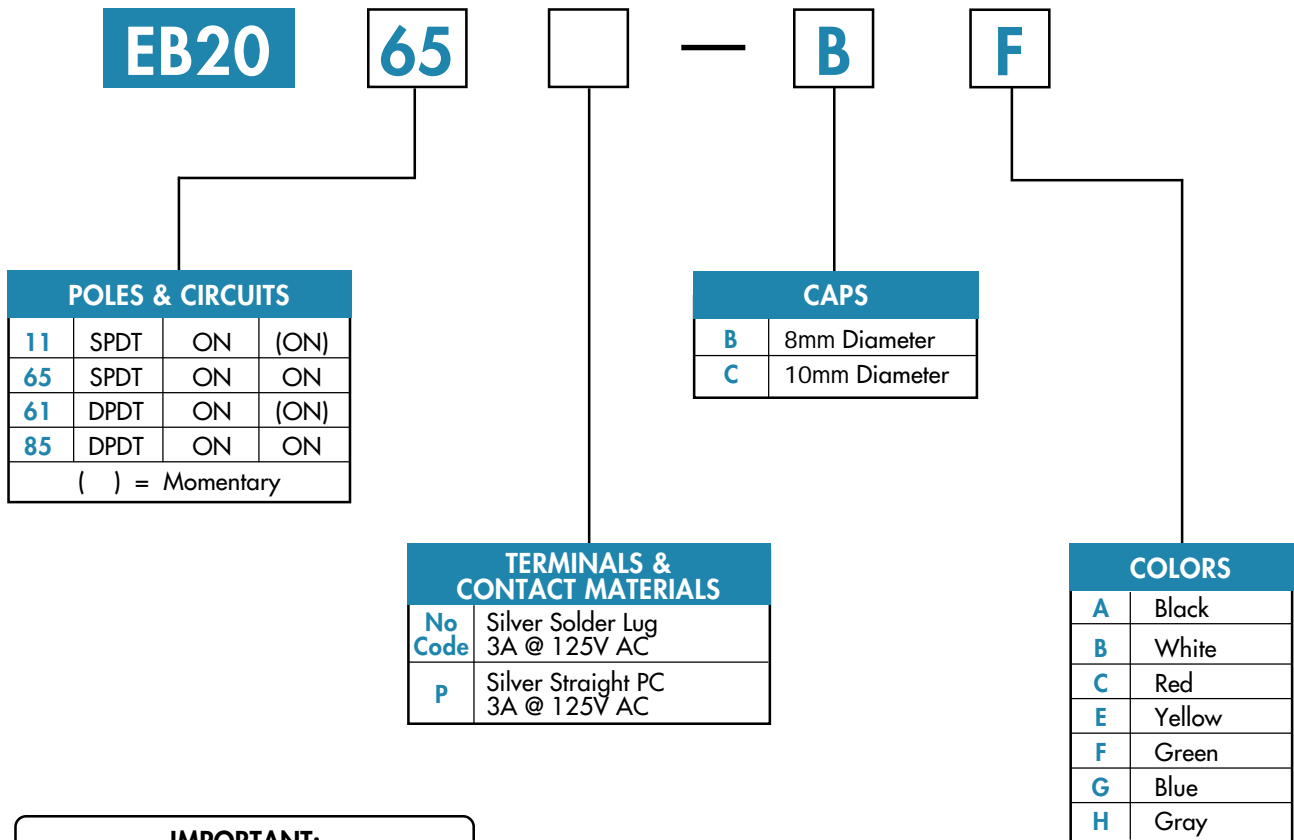 EB20 65 — B F
POLES & CIRCUITS
11 SPDT ON (ON)
65 SPDT ON ON
61 DPDT ON (ON)
85 DPDT ON ON
( ) = Momentary
CAPS
B 8mm Diameter
C 10mm Diameter
TERMINALS &
CONTACT MATERIALS
No Silver Solder Lug
Code 3A @ 125V AC
P Silver Straight PC
3A @ 125V AC
COLORS
A Black
B White
C Red
E Yellow
F Green
G Blue
H Gray
IMPORTANT: